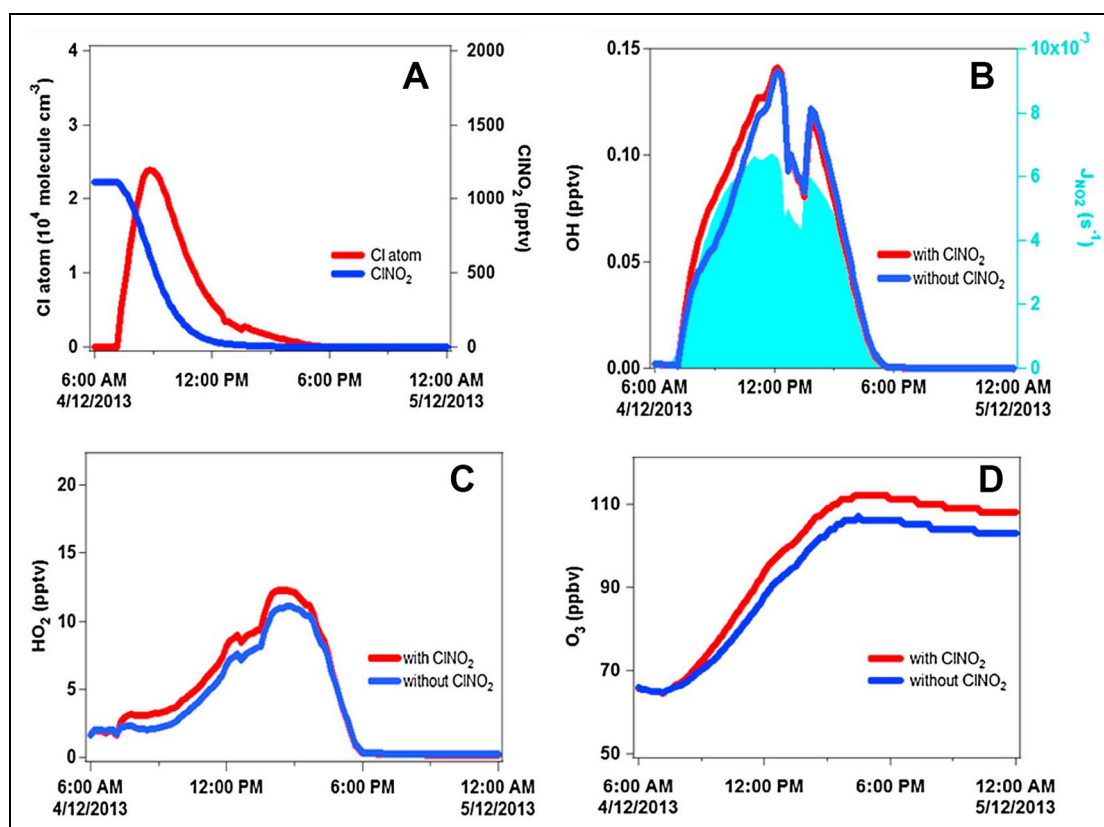 A
Cl atom (10⁴ molecule cm⁻³)
4
3
2
1
0
2000
1500
1000
500
0
ClNO₂ (pptv)
Cl atom
ClNO₂
6:00 AM 12:00 PM 6:00 PM 12:00 AM
4/12/2013 5/12/2013
B
OH (pptv)
0.15
0.10
0.05
0.00
10x10⁻³
8
6
4
2
0
J_NO2 (s⁻¹)
with ClNO₂
without ClNO₂
6:00 AM 12:00 PM 6:00 PM 12:00 AM
4/12/2013 5/12/2013
C
HO₂ (pptv)
20
15
10
5
0
with ClNO₂
without ClNO₂
6:00 AM 12:00 PM 6:00 PM 12:00 AM
4/12/2013 5/12/2013
D
O₃ (ppbv)
110
90
70
50
with ClNO₂
without ClNO₂
6:00 AM 12:00 PM 6:00 PM 12:00 AM
4/12/2013 5/12/2013